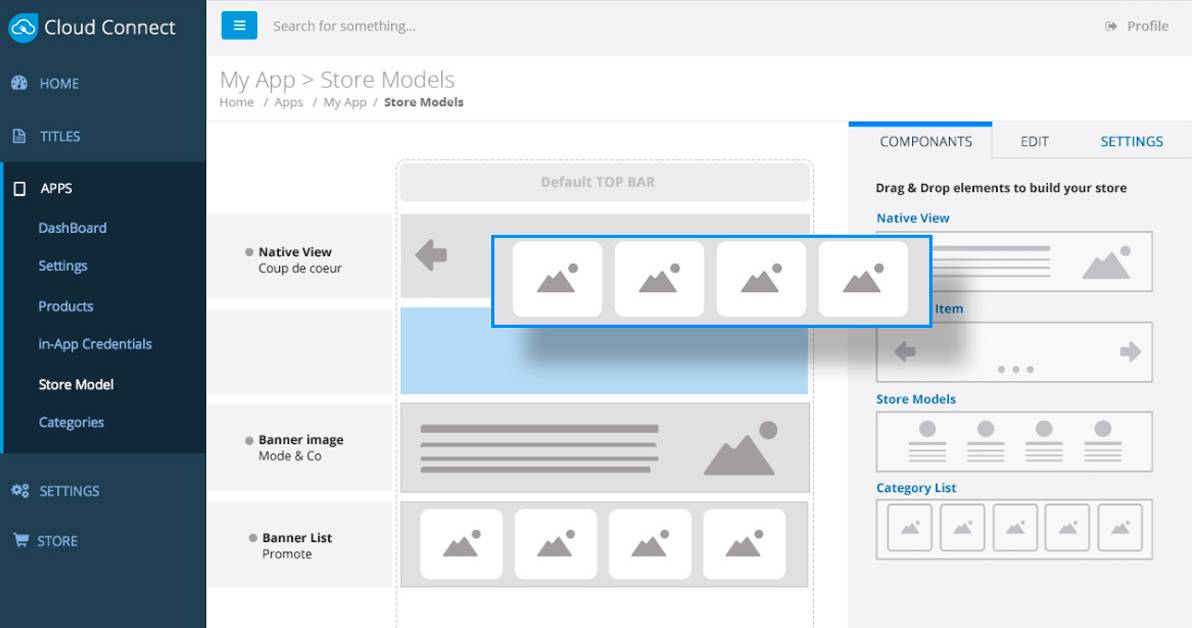 Cloud Connect
Search for something...
Profile
HOME
TITLES
APPS
DashBoard
Settings
Products
in-App Credentials
Store Model
Categories
SETTINGS
STORE
My App > Store Models
Home / Apps / My App / Store Models
Default TOP BAR
Native View
Coup de coeur
Banner image
Mode & Co
Banner List
Promote
COMPONANTS
EDIT
SETTINGS
Drag & Drop elements to build your store
Native View
Item
Store Models
Category List